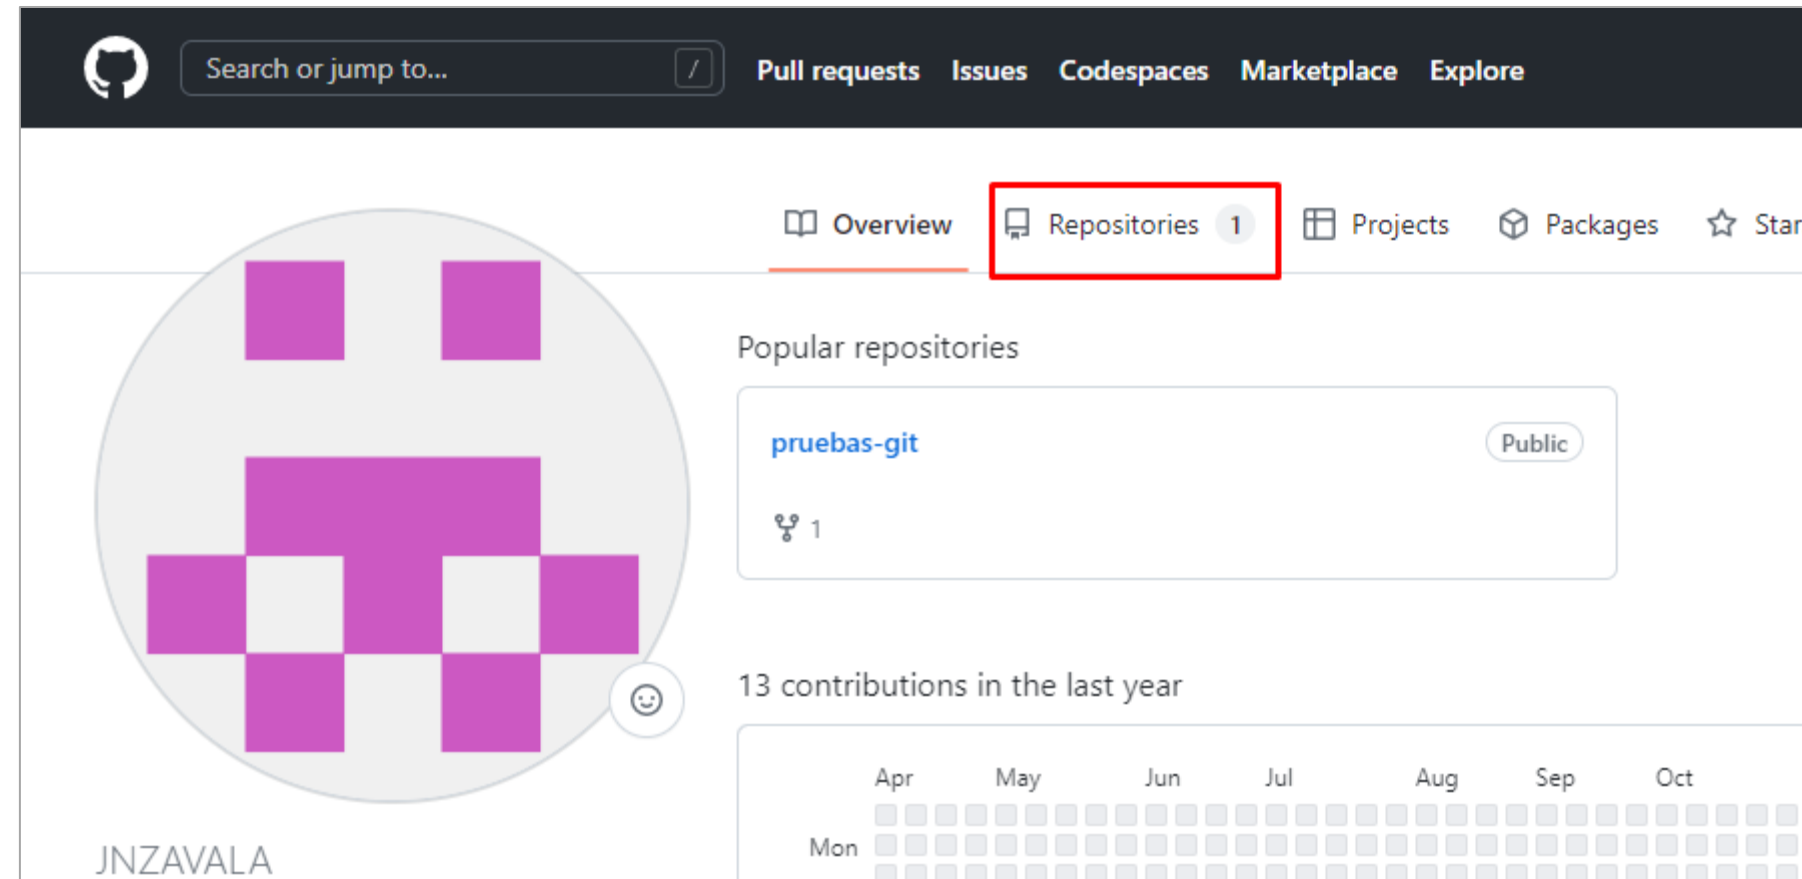 Search or jump to... / Pull requests Issues Codespaces Marketplace Explore
Overview Repositories 1 Projects Packages Star
Popular repositories
pruebas-git Public
1
13 contributions in the last year
Apr May Jun Jul Aug Sep Oct
Mon
JNZAVALA